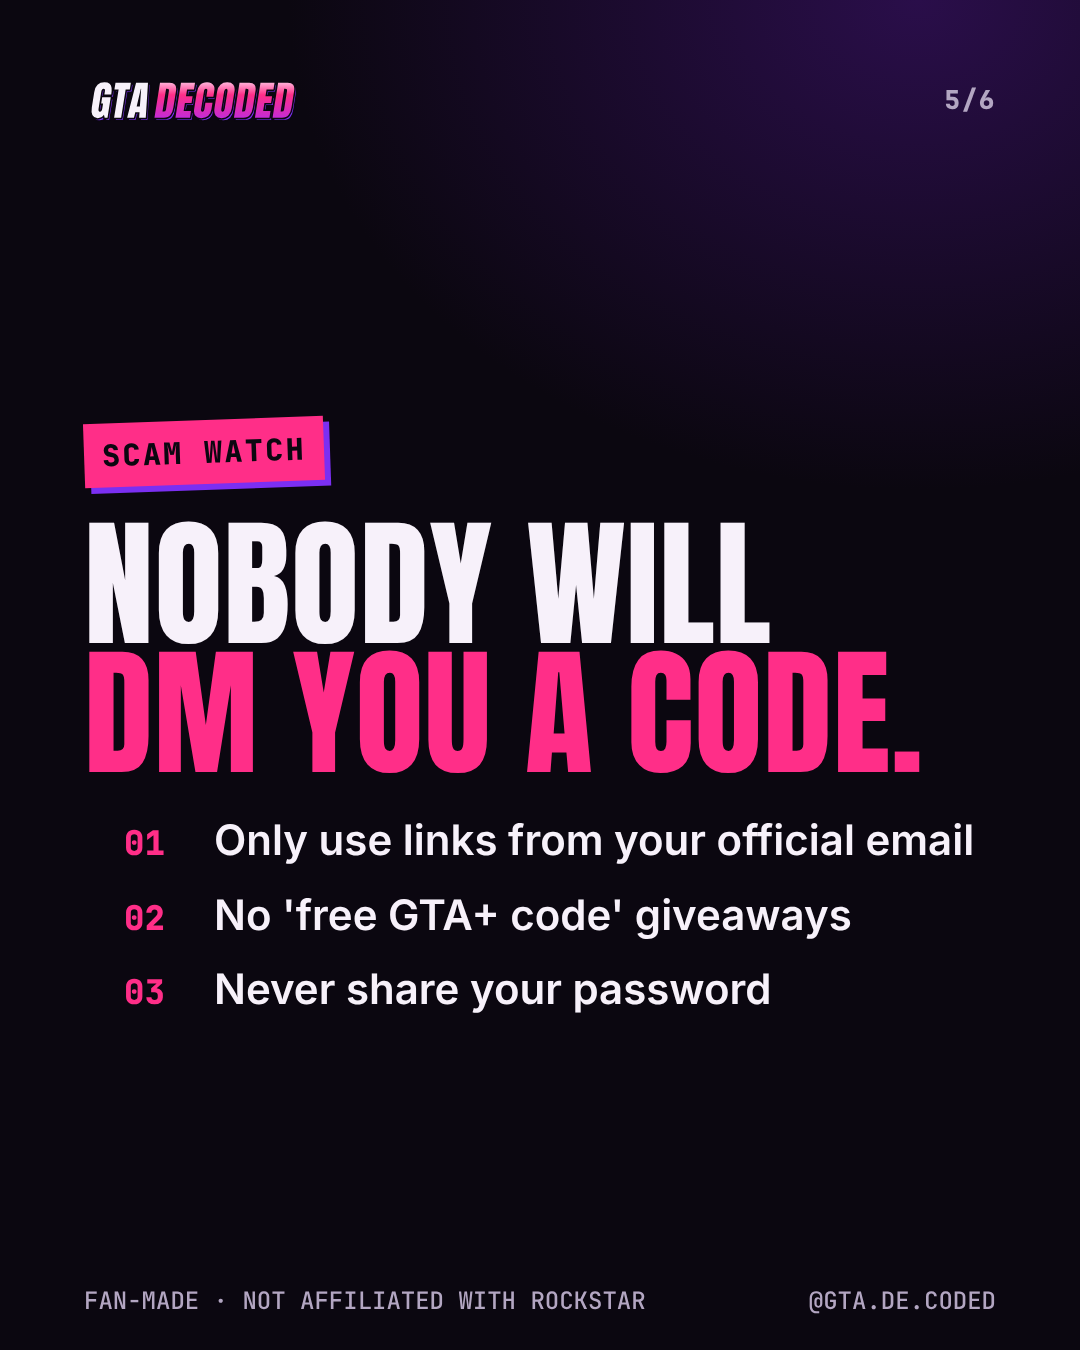 GTA DECODED
5/6
SCAM WATCH
NOBODY WILL
DM YOU A CODE.
01 Only use links from your official email
02 No 'free GTA+ code' giveaways
03 Never share your password
FAN-MADE · NOT AFFILIATED WITH ROCKSTAR
@GTA.DE.CODED